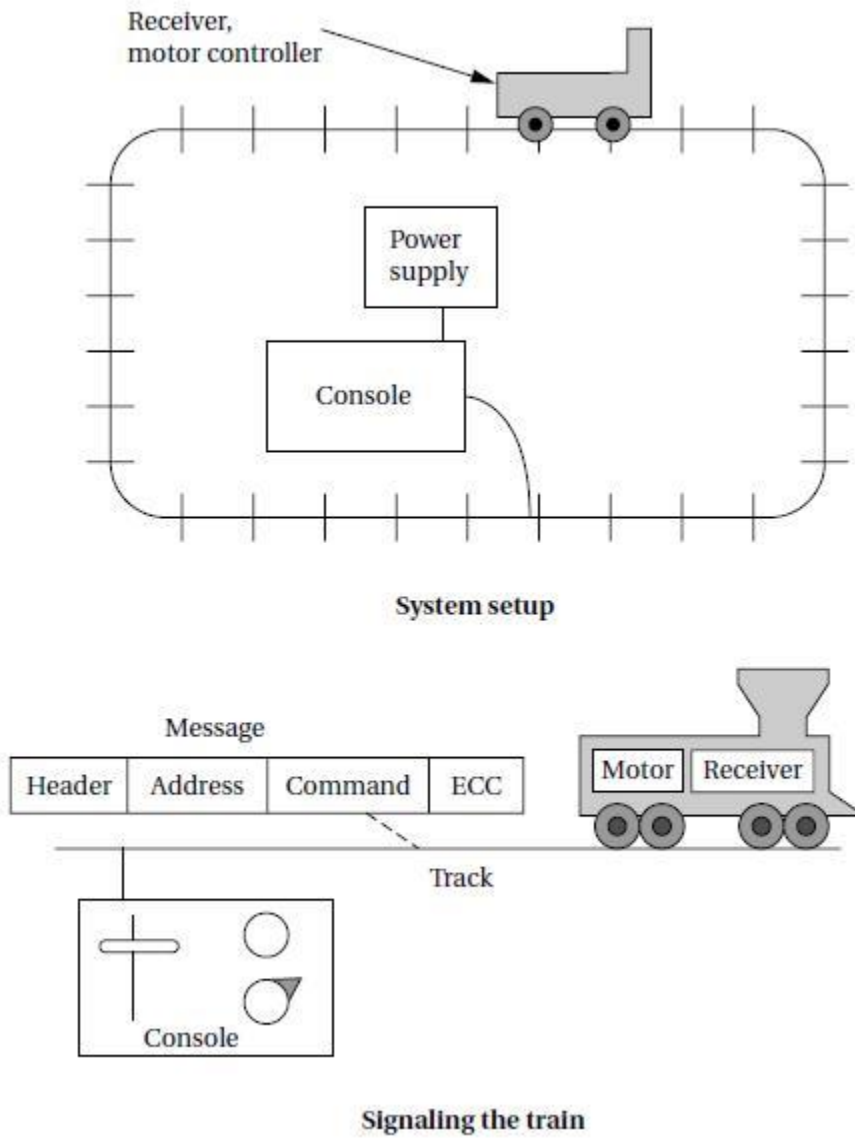 Receiver,
motor controller
Power
supply
Console
System setup
Message
Header Address Command ECC
Motor Receiver
Track
Console
Signaling the train